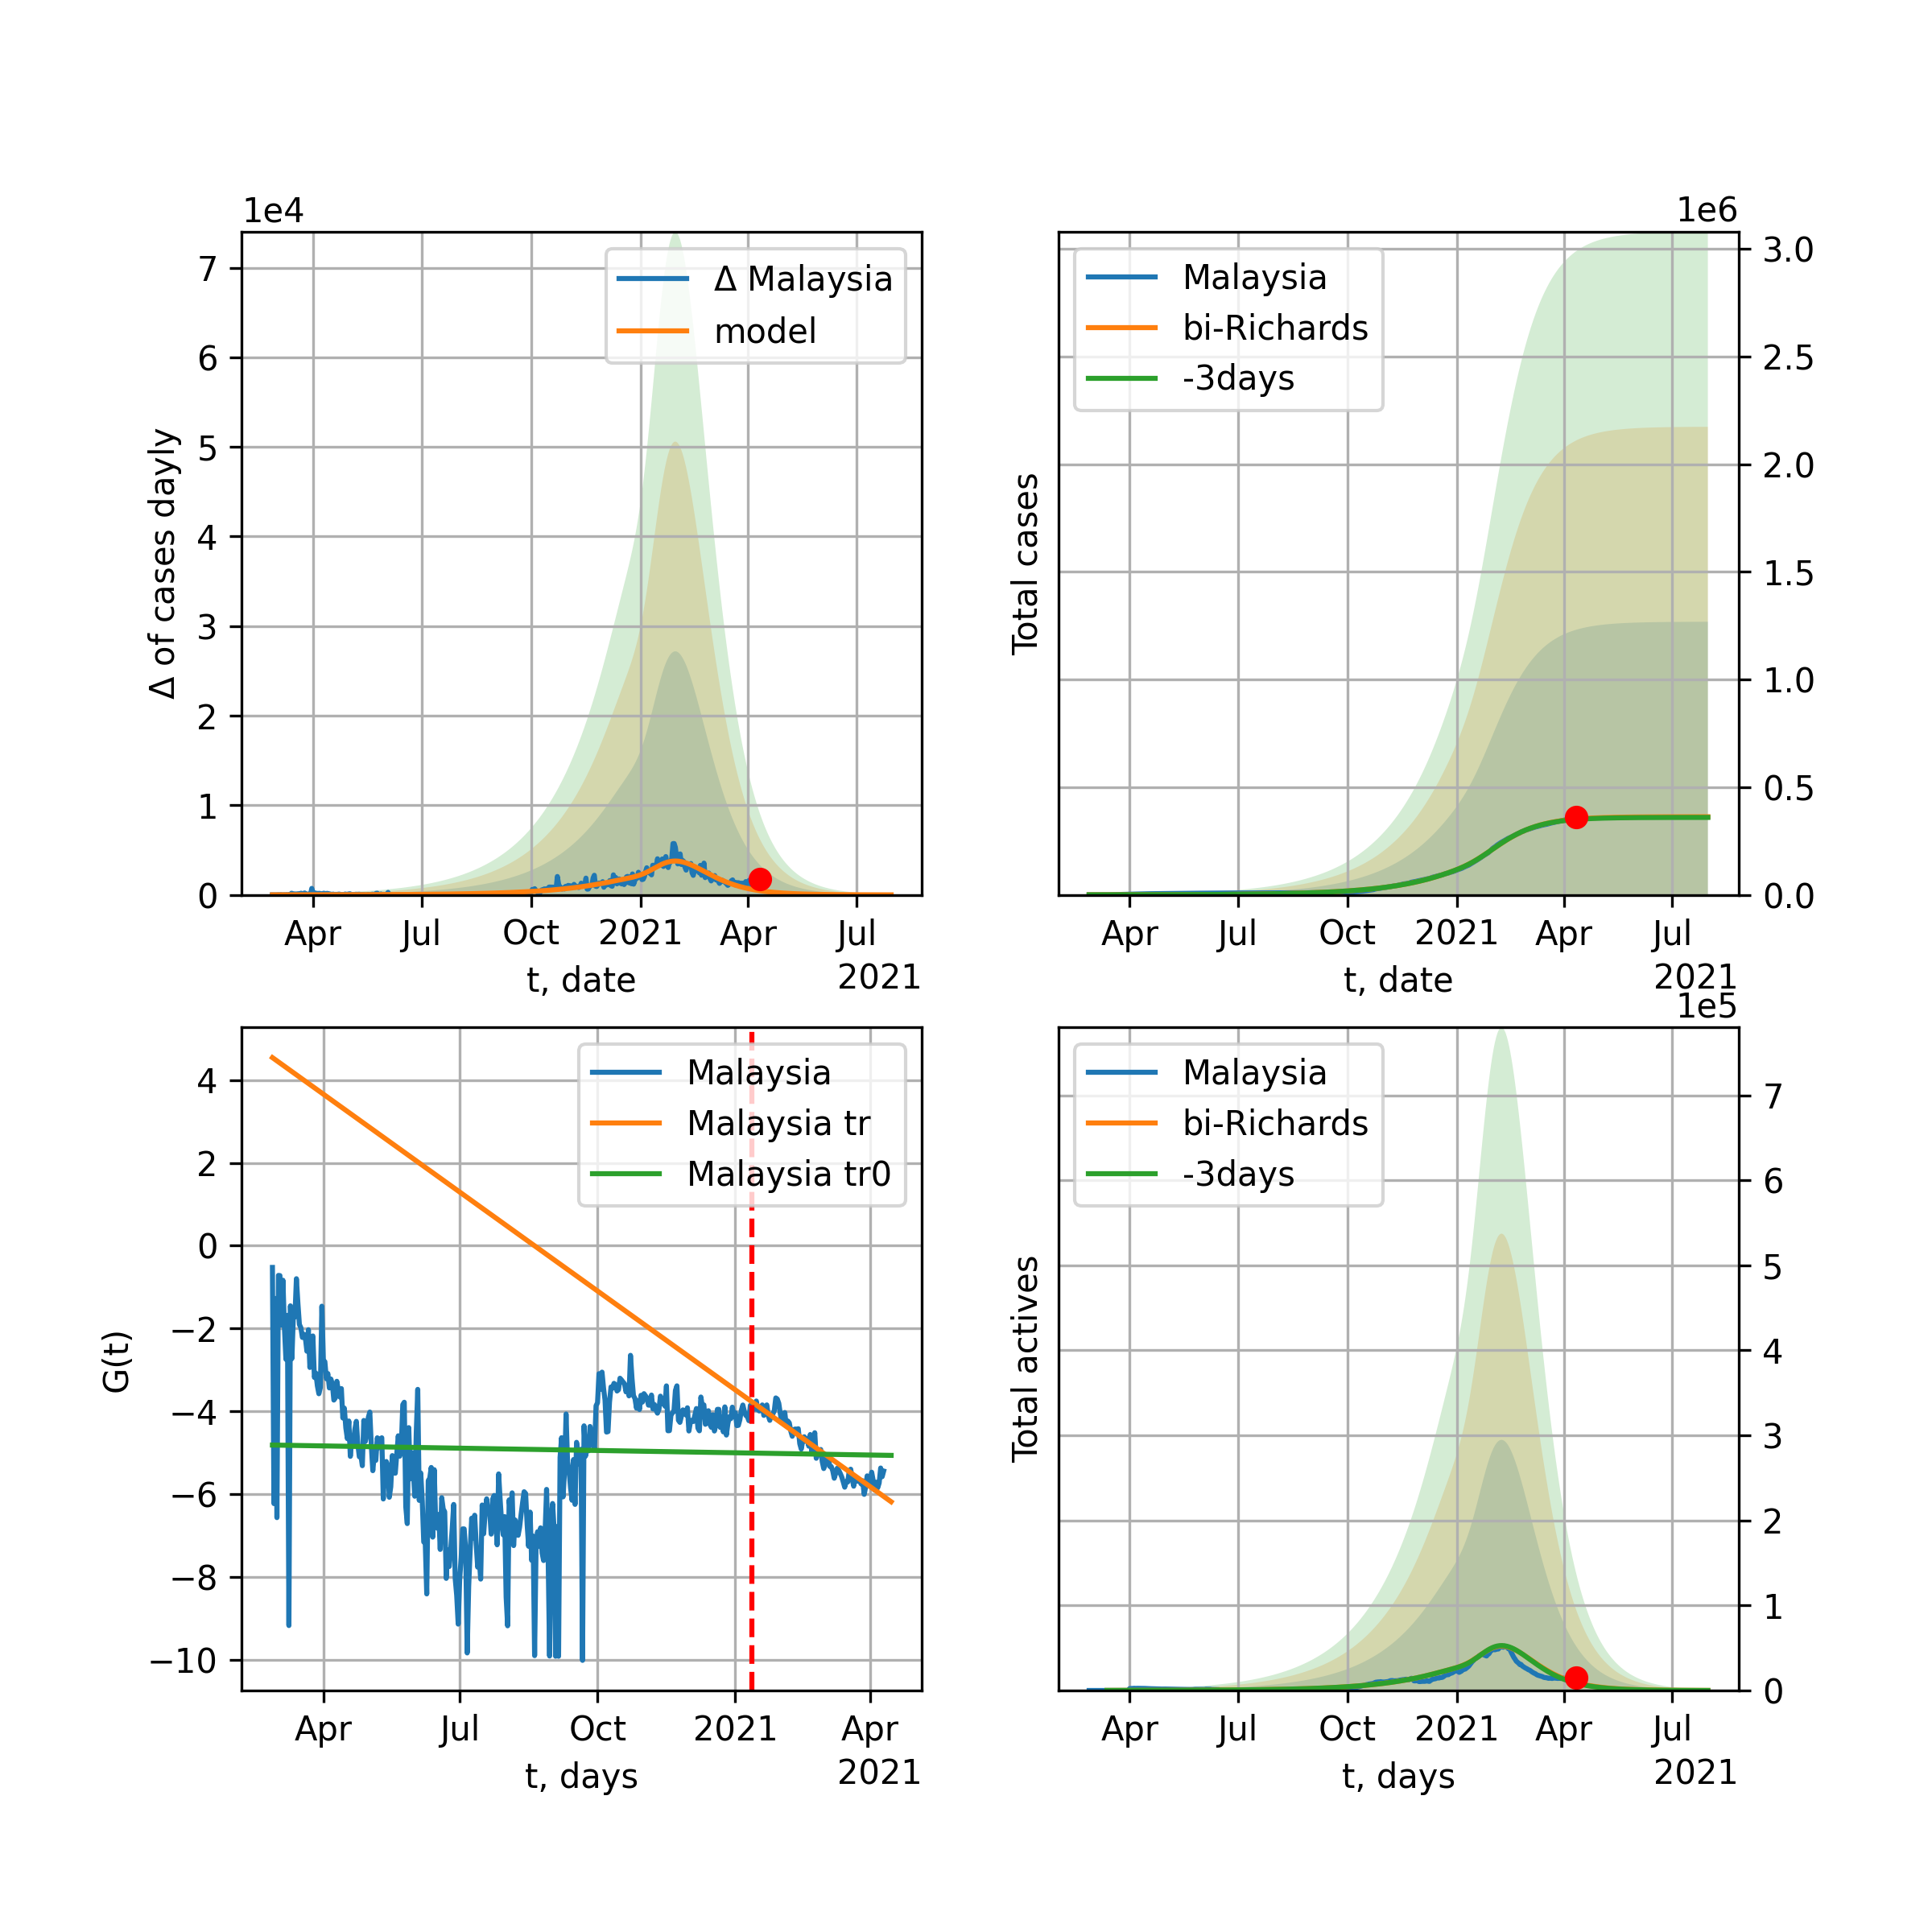 1e4
Δ Malaysia
model
7
6
5
4
3
2
1
0
Δ of cases dayly
Apr Jul Oct 2021 Apr Jul
t, date 2021
1e6
Malaysia
bi-Richards
-3days
3.0
2.5
2.0
1.5
1.0
0.5
0.0
Total cases
Apr Jul Oct 2021 Apr Jul
t, date 2021
Malaysia
Malaysia tr
Malaysia tr0
4
2
0
−2
−4
−6
−8
−10
G(t)
Apr Jul Oct 2021 Apr
t, days 2021
1e5
Malaysia
bi-Richards
-3days
7
6
5
4
3
2
1
0
Total actives
Apr Jul Oct 2021 Apr Jul
t, days 2021